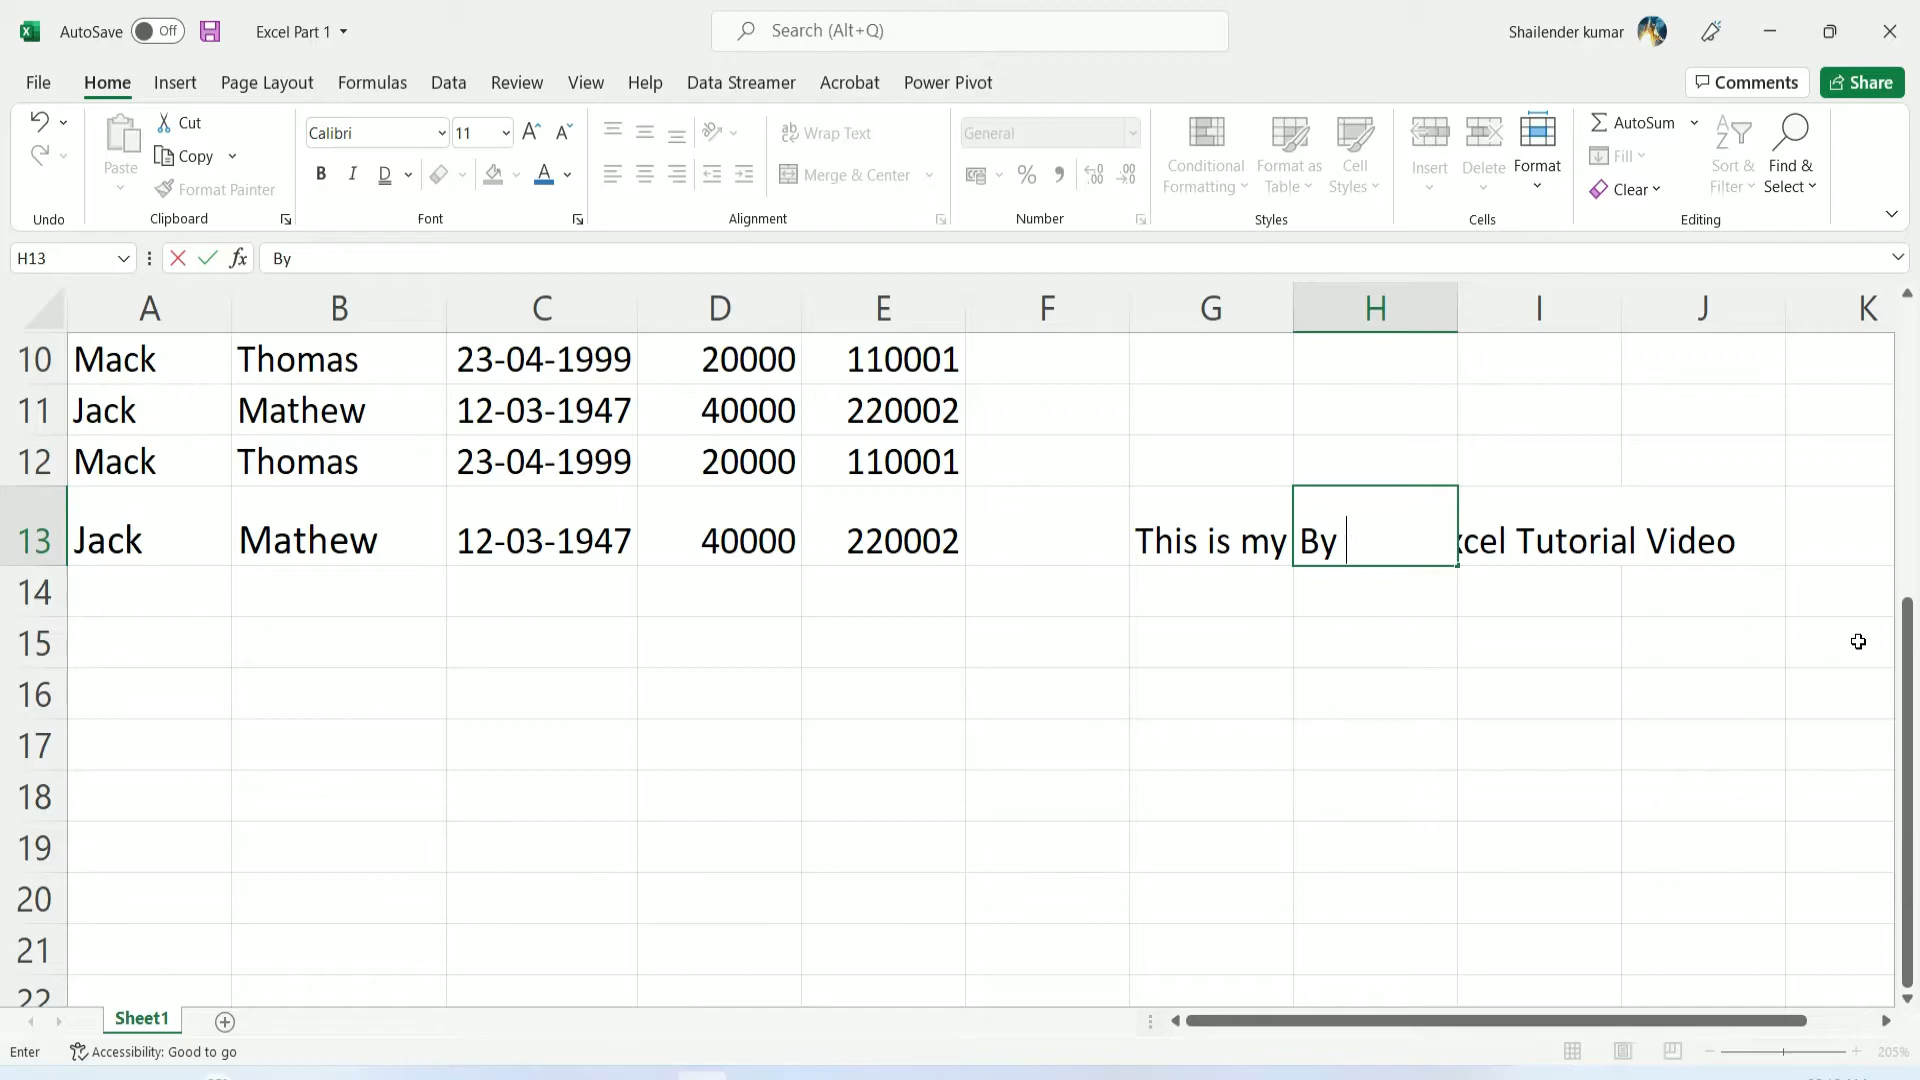 AutoSave Off Excel Part 1 Search (Alt+Q) Shailender kumar
File Home Insert Page Layout Formulas Data Review View Help Data Streamer Acrobat Power Pivot Comments Share
Undo
Paste Cut Copy Format Painter
Clipboard
Calibri 11 A A
B I D A
Font
ab Wrap Text
Merge & Center
Alignment
General
% 9 .00
Number
Conditional Formatting Format as Table Cell Styles
Styles
Insert Delete Format
Cells
AutoSum Fill Clear
Sort & Filter Find & Select
Editing
H13 fx By
A B C D E F G H I J K
10 Mack Thomas 23-04-1999 20000 110001
11 Jack Mathew 12-03-1947 40000 220002
12 Mack Thomas 23-04-1999 20000 110001
13 Jack Mathew 12-03-1947 40000 220002 This is my By xcel Tutorial Video
14
15
16
17
18
19
20
21
22
Sheet1
Enter Accessibility: Good to go 205%